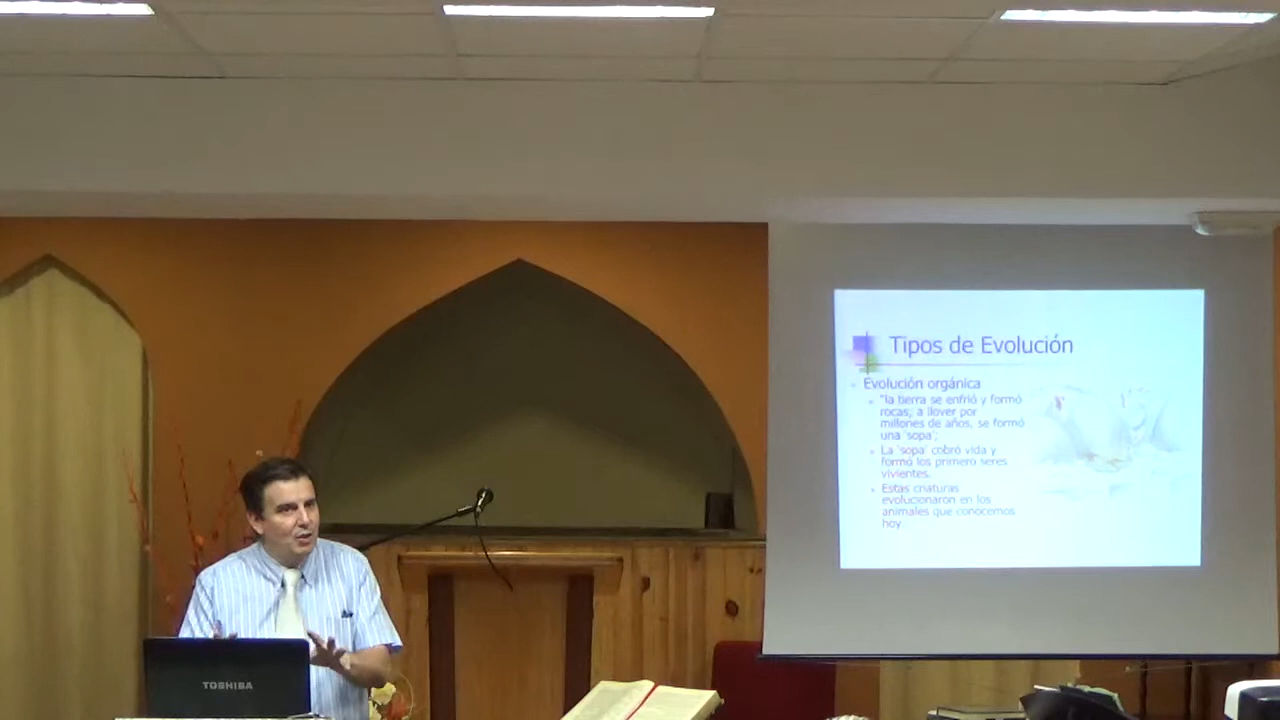 Tipos de Evolución
Evolución orgánica
"la tierra se enfrió y formó
rocas, a llover por
millones de años, se formó
una 'sopa';
La 'sopa' cobró vida y
formó los primero seres
vivientes.
Estas criaturas
evolucionaron en los
animales que conocemos
hoy
TOSHIBA